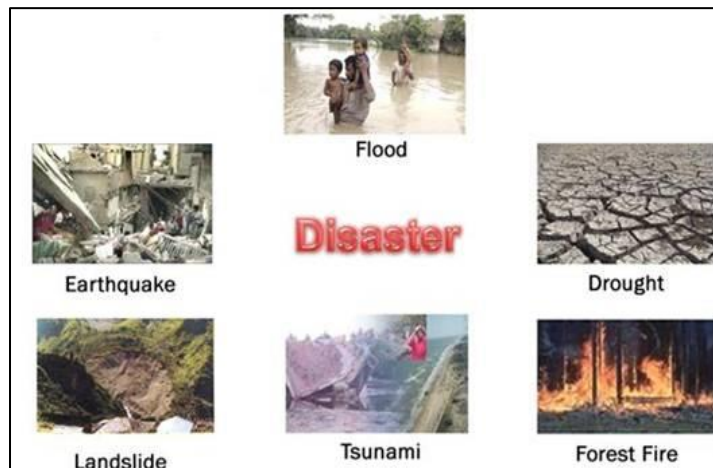 Flood
Disaster
Earthquake
Drought
Landslide
Tsunami
Forest Fire